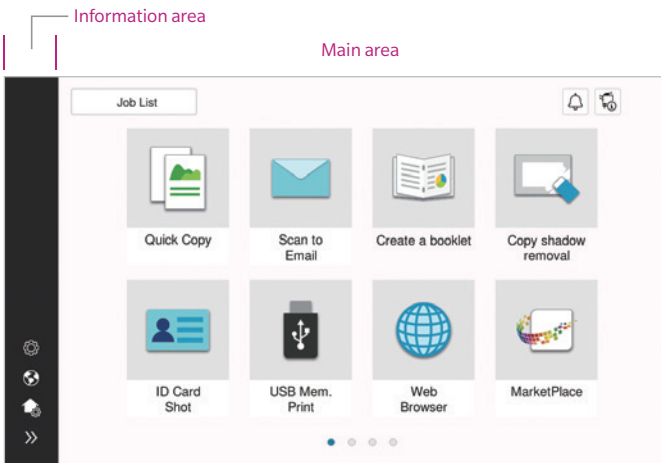 Information area
Main area
Job List
Quick Copy
Scan to
Email
Create a booklet
Copy shadow
removal
ID Card
Shot
USB Mem.
Print
Web
Browser
MarketPlace